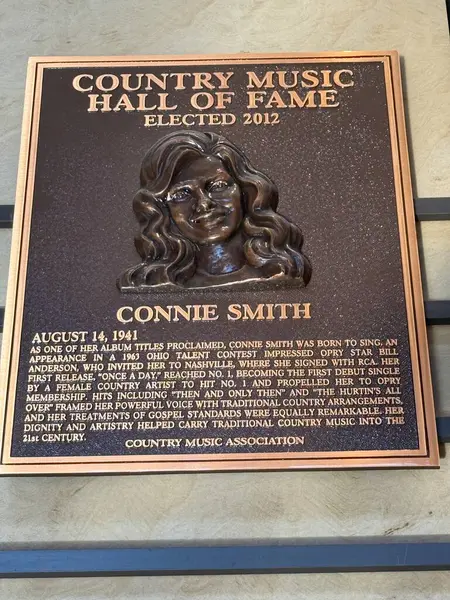 COUNTRY MUSIC
HALL OF FAME
ELECTED 2012
CONNIE SMITH
AUGUST 14, 1941
AS ONE OF HER ALBUM TITLES PROCLAIMED, CONNIE SMITH WAS BORN TO SING. AN
APPEARANCE IN A 1963 OHIO TALENT CONTEST IMPRESSED OPRY STAR BILL
ANDERSON, WHO INVITED HER TO NASHVILLE, WHERE SHE SIGNED WITH RCA. HER
FIRST RELEASE, "ONCE A DAY," REACHED NO. 1, BECOMING THE FIRST DEBUT SINGLE
BY A FEMALE COUNTRY ARTIST TO HIT NO. 1 AND PROPELLED HER TO OPRY
MEMBERSHIP. HITS INCLUDING "THEN AND ONLY THEN" AND "THE HURTIN'S ALL
OVER" FRAMED HER POWERFUL VOICE WITH TRADITIONAL COUNTRY ARRANGEMENTS,
AND HER TREATMENTS OF GOSPEL STANDARDS WERE EQUALLY REMARKABLE. HER
DIGNITY AND ARTISTRY HELPED CARRY TRADITIONAL COUNTRY MUSIC INTO THE
21st CENTURY.
COUNTRY MUSIC ASSOCIATION